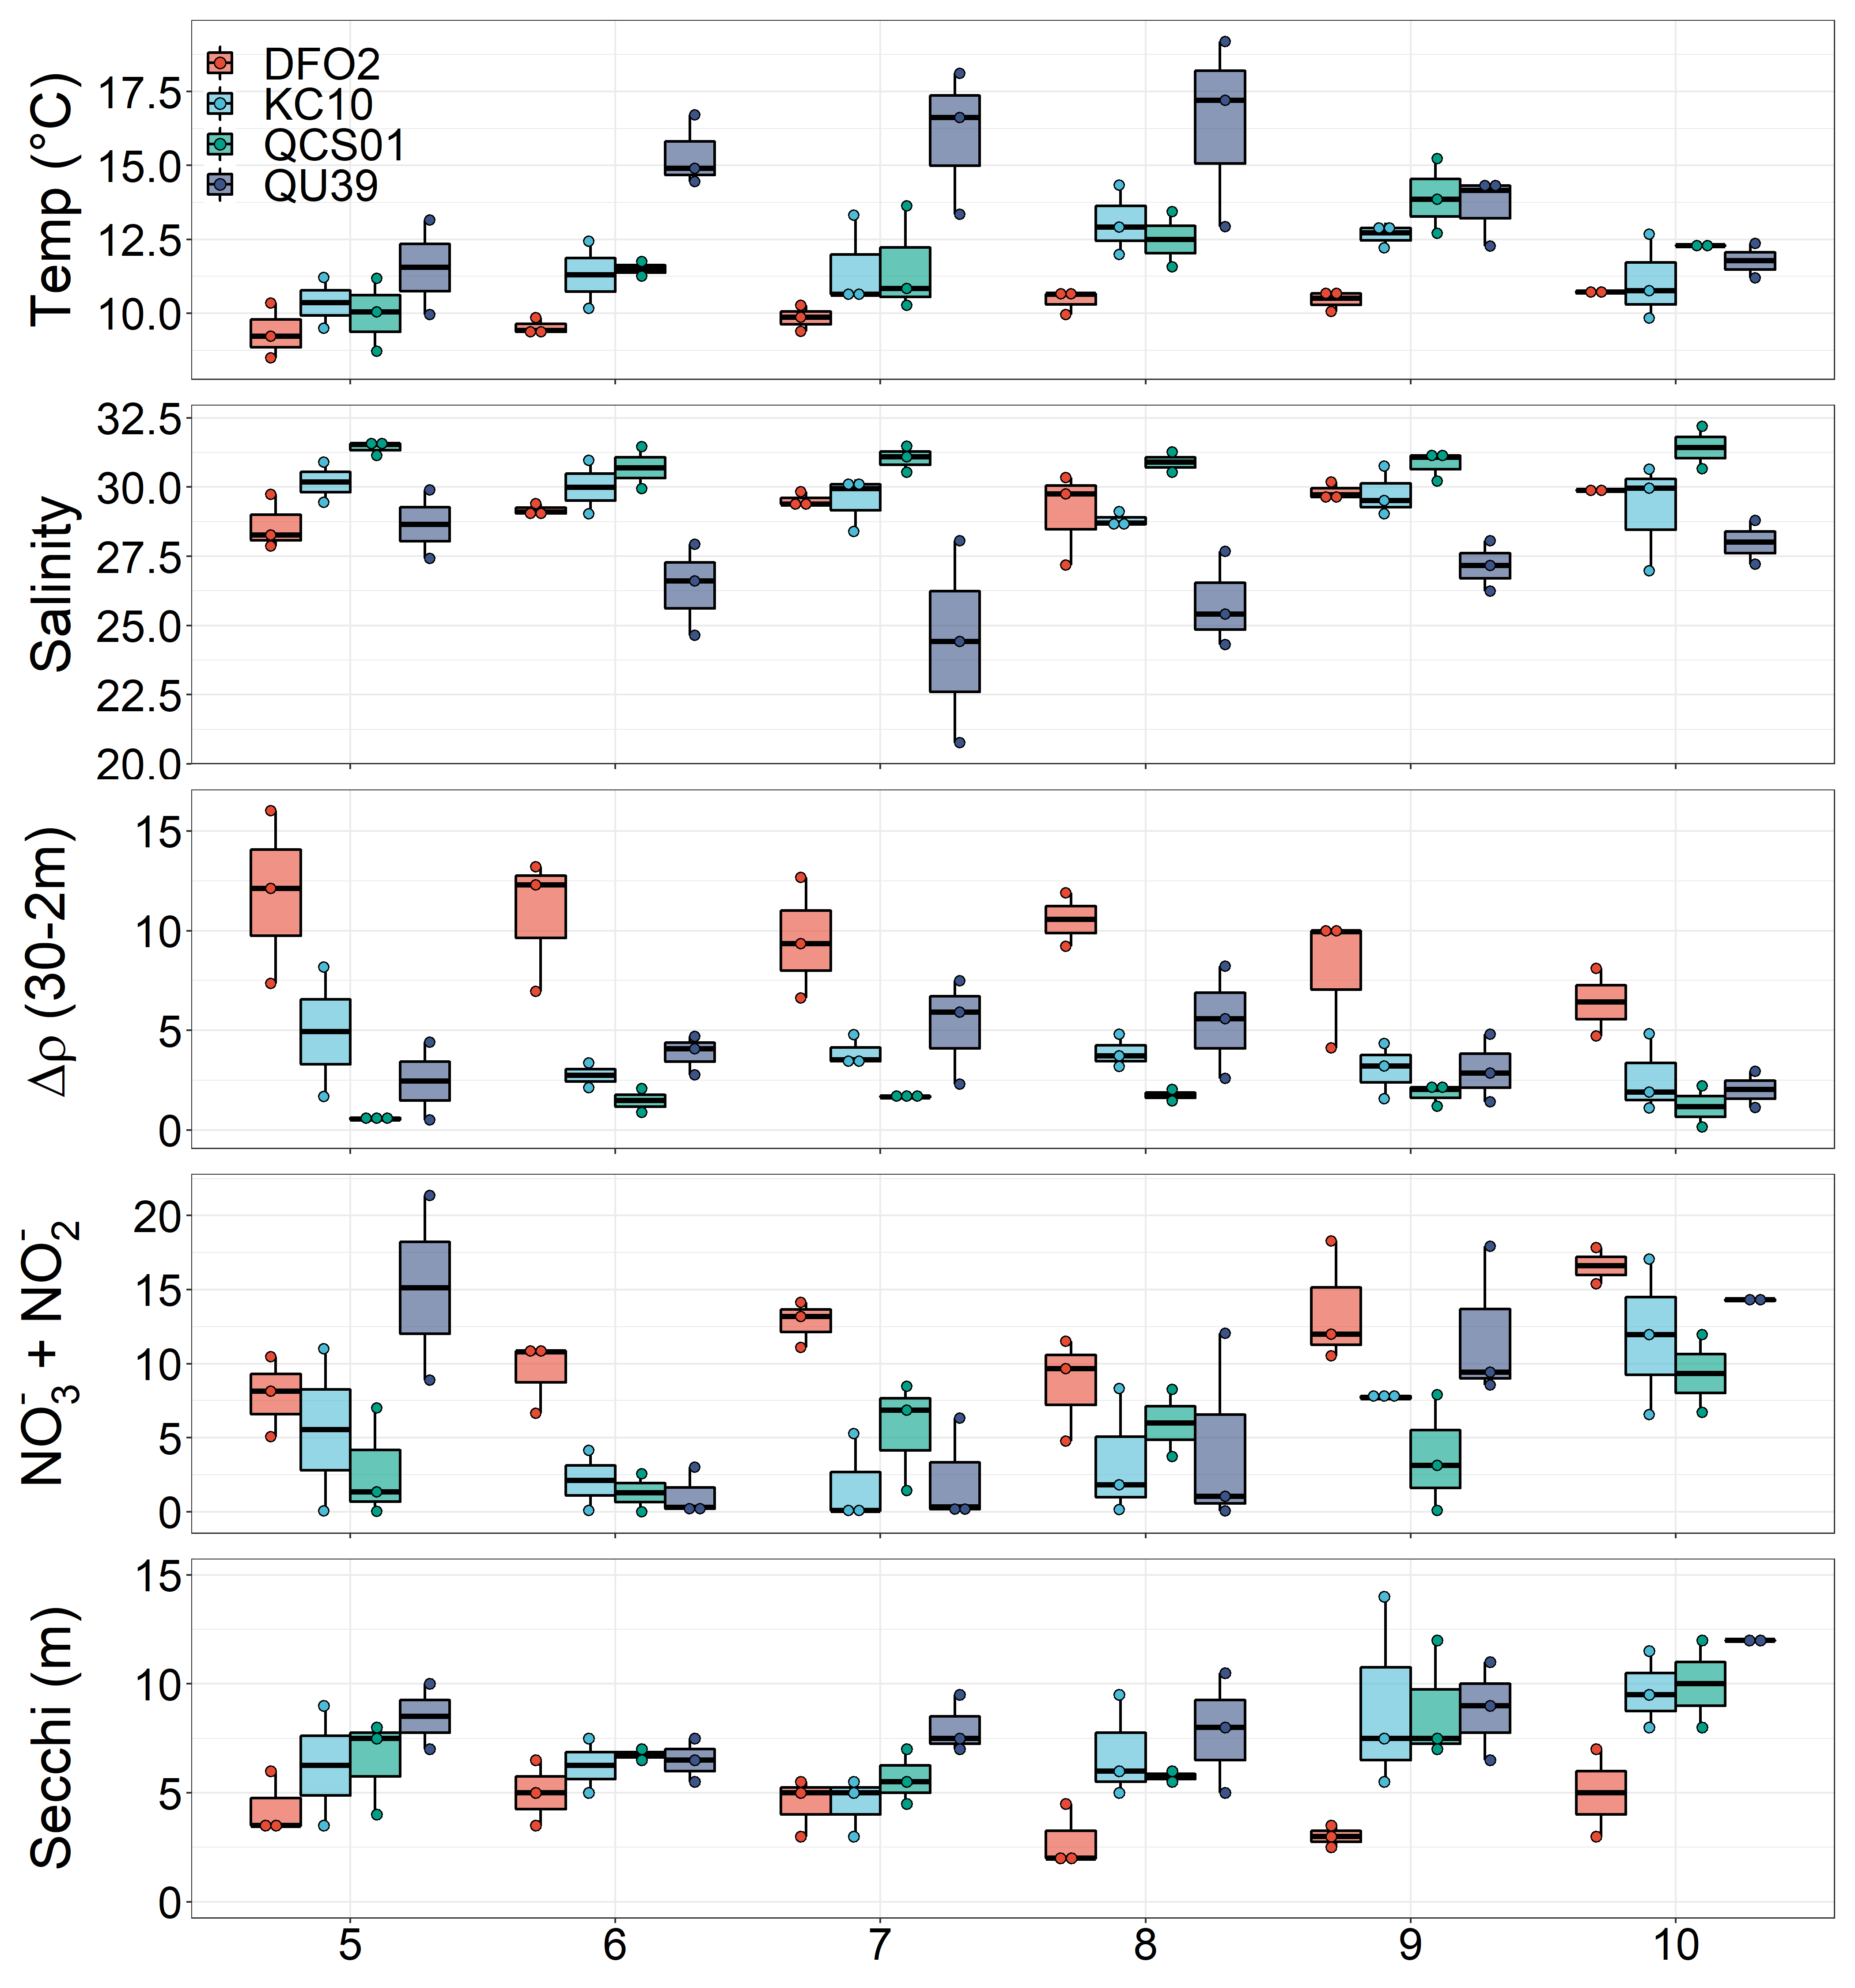 Temp (°C)
17.5
15.0
12.5
10.0
DFO2
KC10
QCS01
QU39
Salinity
32.5
30.0
27.5
25.0
22.5
20.0
Δρ (30-2m)
15
10
5
0
NO₃⁻ + NO₂⁻
20
15
10
5
0
Secchi (m)
15
10
5
0
5 6 7 8 9 10